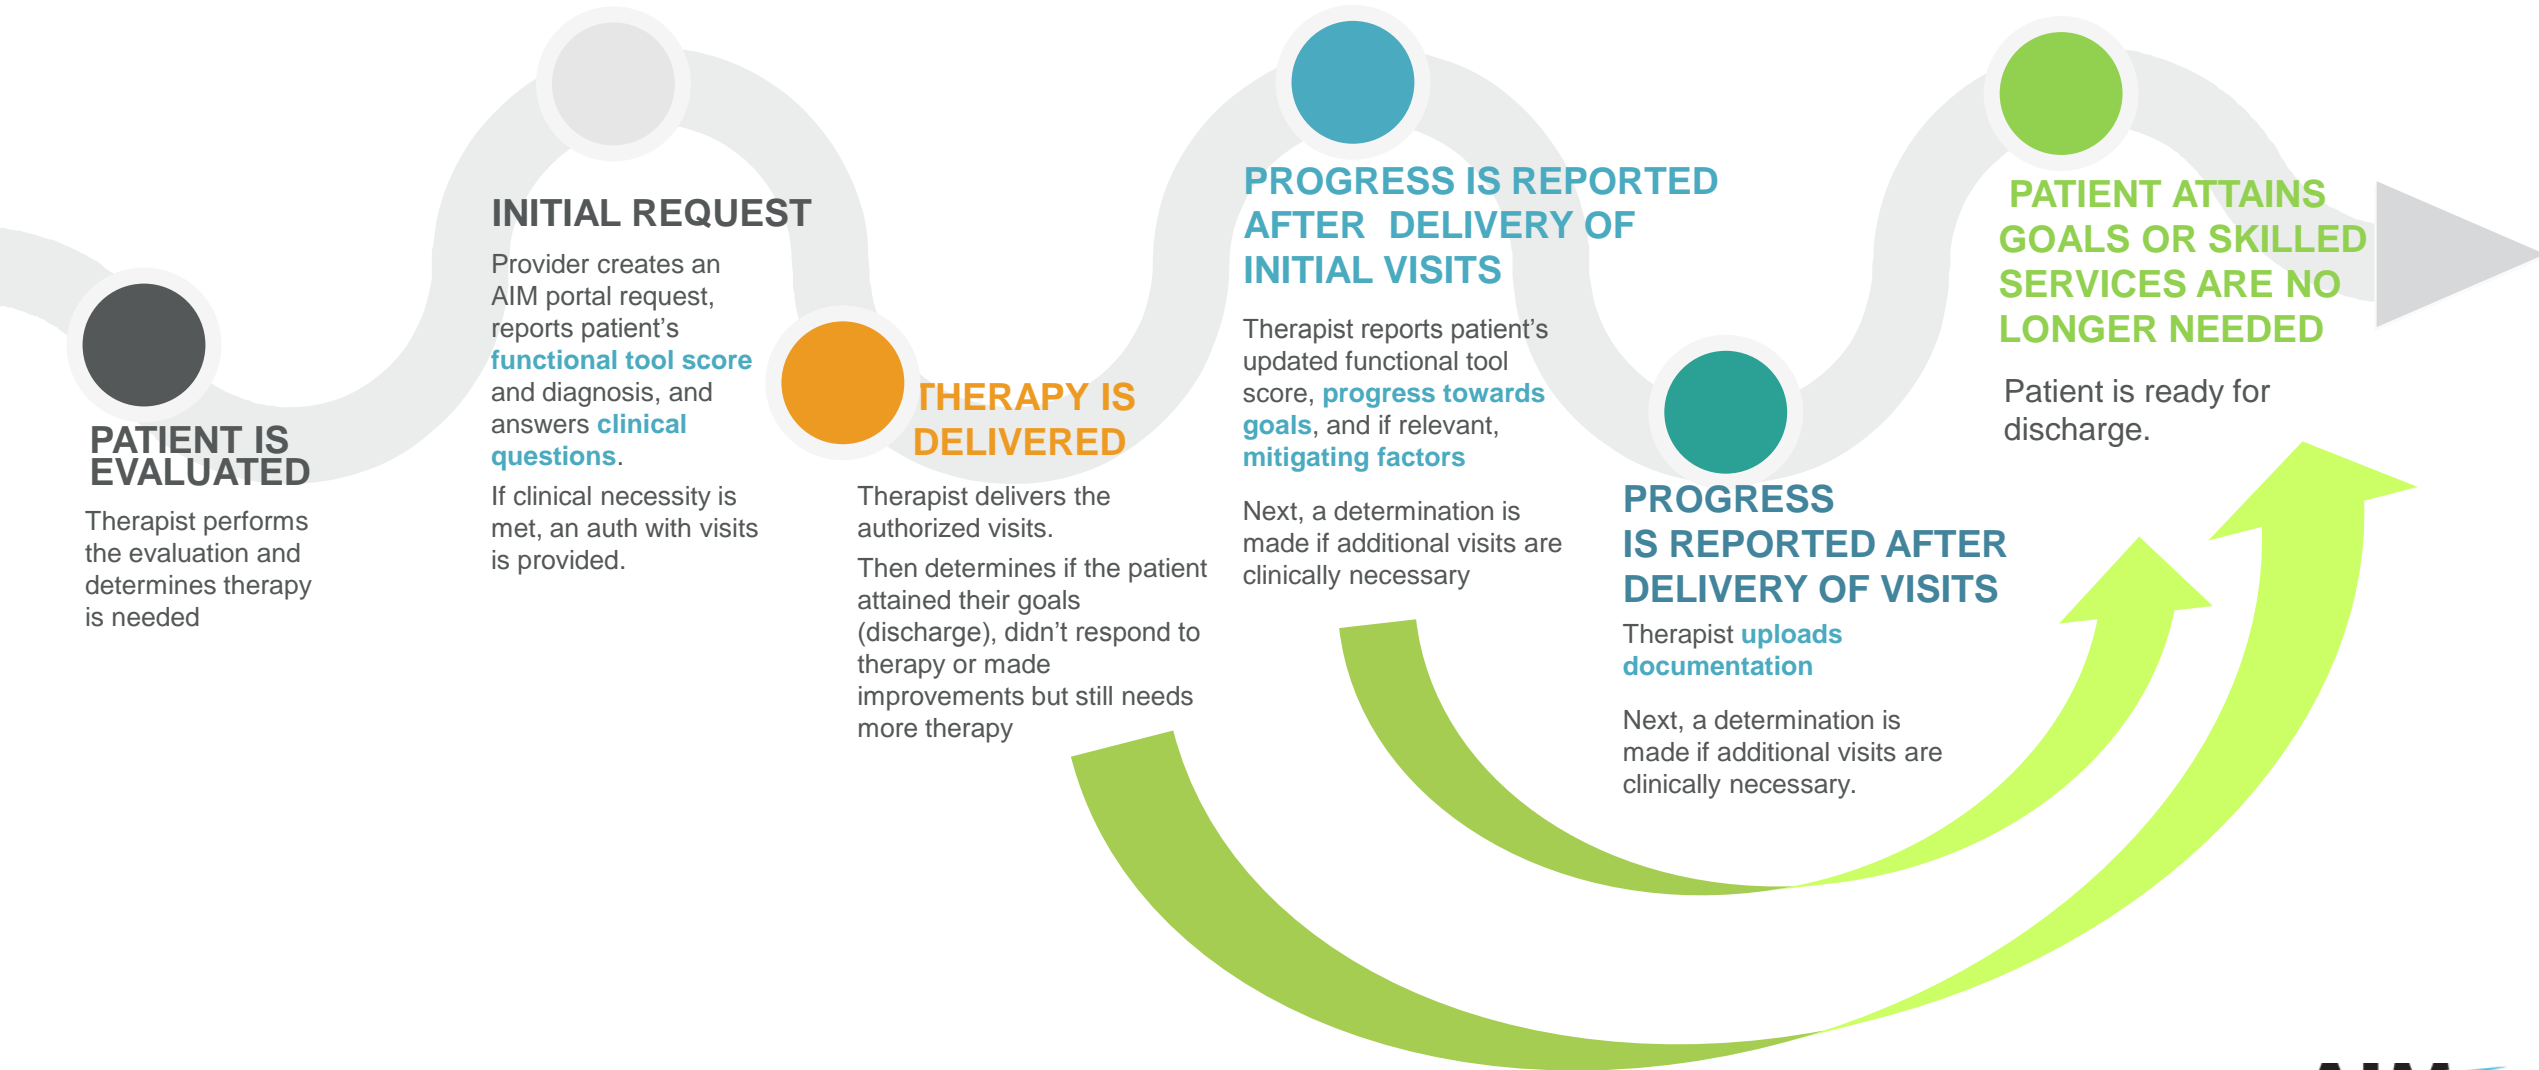 PATIENT IS
EVALUATED
Therapist performs
the evaluation and
determines therapy
is needed
INITIAL REQUEST
Provider creates an
AIM portal request,
reports patient’s
functional tool score
and diagnosis, and
answers clinical
questions.
If clinical necessity is
met, an auth with visits
is provided.
THERAPY IS
DELIVERED
Therapist delivers the
authorized visits.
Then determines if the patient
attained their goals
(discharge), didn’t respond to
therapy or made
improvements but still needs
more therapy
PROGRESS IS REPORTED
AFTER DELIVERY OF
INITIAL VISITS
Therapist reports patient’s
updated functional tool
score, progress towards
goals, and if relevant,
mitigating factors
Next, a determination is
made if additional visits are
clinically necessary
PROGRESS
IS REPORTED AFTER
DELIVERY OF VISITS
Therapist uploads
documentation
Next, a determination is
made if additional visits are
clinically necessary.
PATIENT ATTAINS
GOALS OR SKILLED
SERVICES ARE NO
LONGER NEEDED
Patient is ready for
discharge.